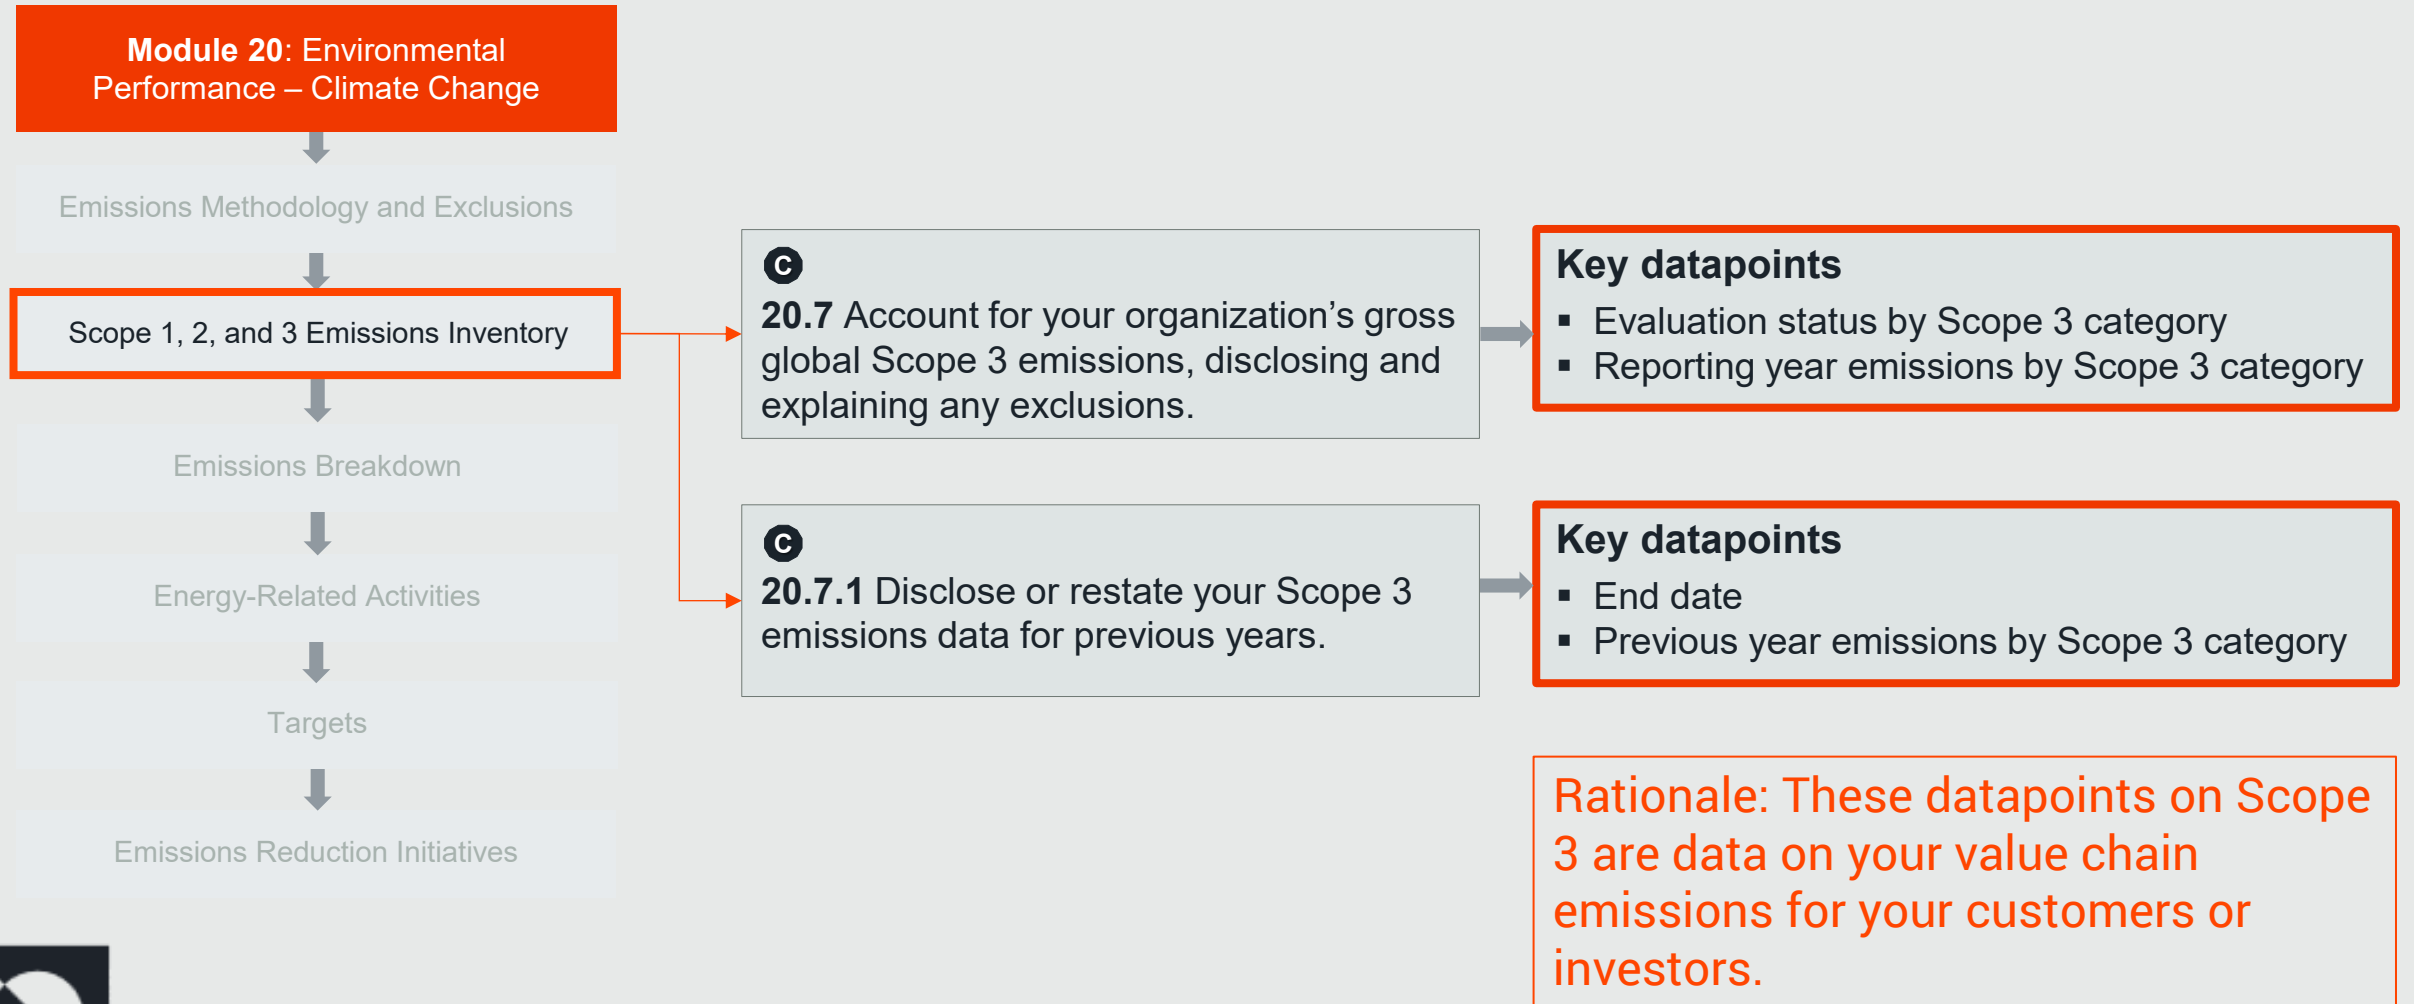 Module 20: Environmental
Performance – Climate Change
Emissions Methodology and Exclusions
Scope 1, 2, and 3 Emissions Inventory
Emissions Breakdown
Energy-Related Activities
Targets
Emissions Reduction Initiatives
C
20.7 Account for your organization’s gross
global Scope 3 emissions, disclosing and
explaining any exclusions.
Key datapoints
▪ Evaluation status by Scope 3 category
▪ Reporting year emissions by Scope 3 category
C
20.7.1 Disclose or restate your Scope 3
emissions data for previous years.
Key datapoints
▪ End date
▪ Previous year emissions by Scope 3 category
Rationale: These datapoints on Scope
3 are data on your value chain
emissions for your customers or
investors.